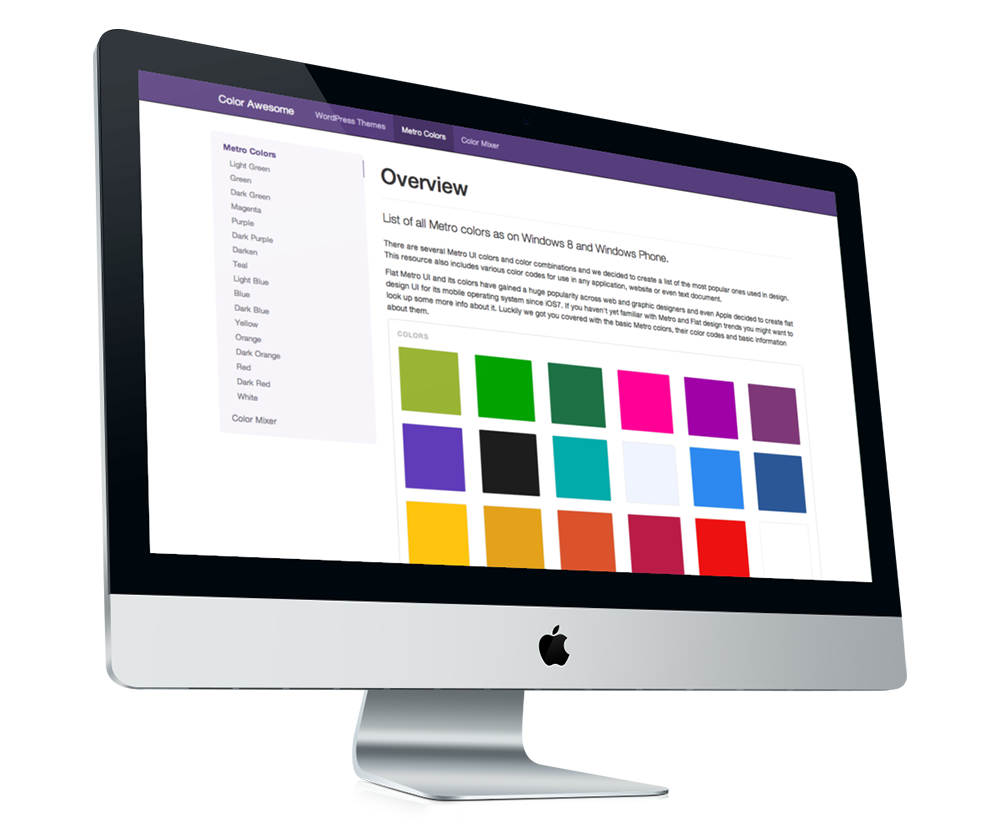 Color Awesome
WordPress Themes
Metro Colors
Color Mixer
Metro Colors
Light Green
Green
Dark Green
Magenta
Purple
Dark Purple
Darken
Teal
Light Blue
Blue
Dark Blue
Yellow
Orange
Dark Orange
Red
Dark Red
White
Color Mixer
Overview
List of all Metro colors as on Windows 8 and Windows Phone.
There are several Metro UI colors and color combinations and we decided to create a list of the most popular ones used in design.
This resource also includes various color codes for use in any application, website or even text document.
Flat Metro UI and its colors have gained a huge popularity across web and graphic designers and even Apple decided to create flat
design UI for its mobile operating system since iOS7. If you haven't yet familiar with Metro and Flat design trends you might want to
look up some more info about it. Luckily we got you covered with the basic Metro colors, their color codes and basic information
about them.
COLORS